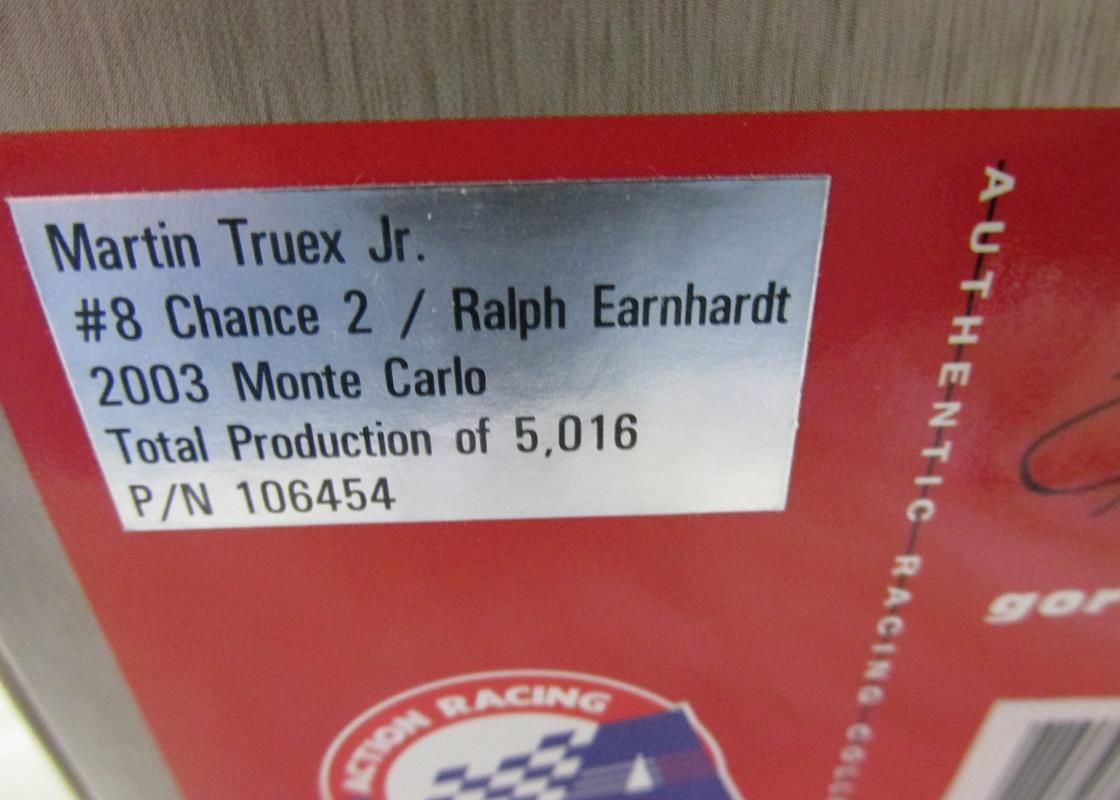 Martin Truex Jr.
#8 Chance 2 / Ralph Earnhardt
2003 Monte Carlo
Total Production of 5,016
P/N 106454
AUTHENTIC RACING
ACTION RACING